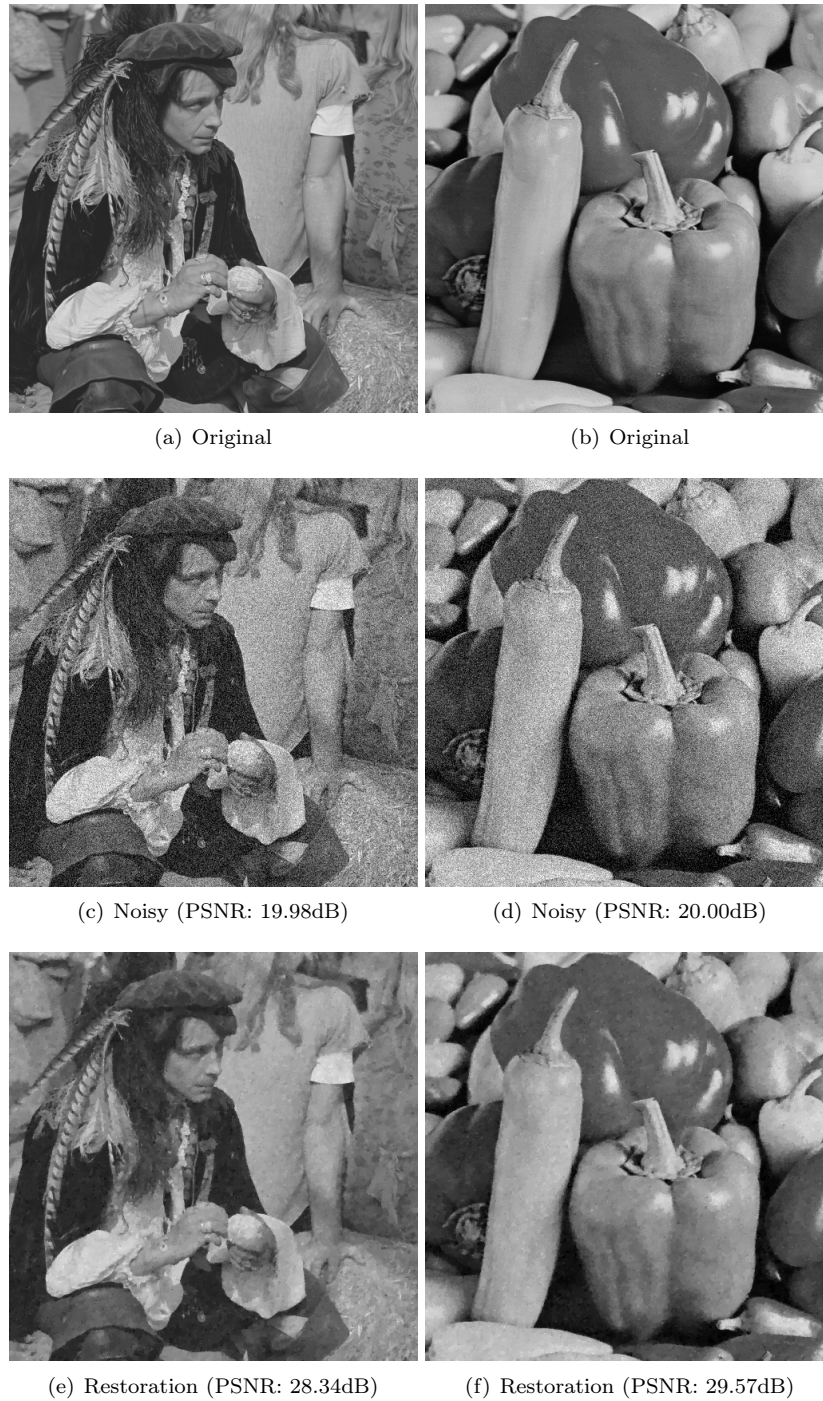 (a) Original
(b) Original
(c) Noisy (PSNR: 19.98dB)
(d) Noisy (PSNR: 20.00dB)
(e) Restoration (PSNR: 28.34dB)
(f) Restoration (PSNR: 29.57dB)